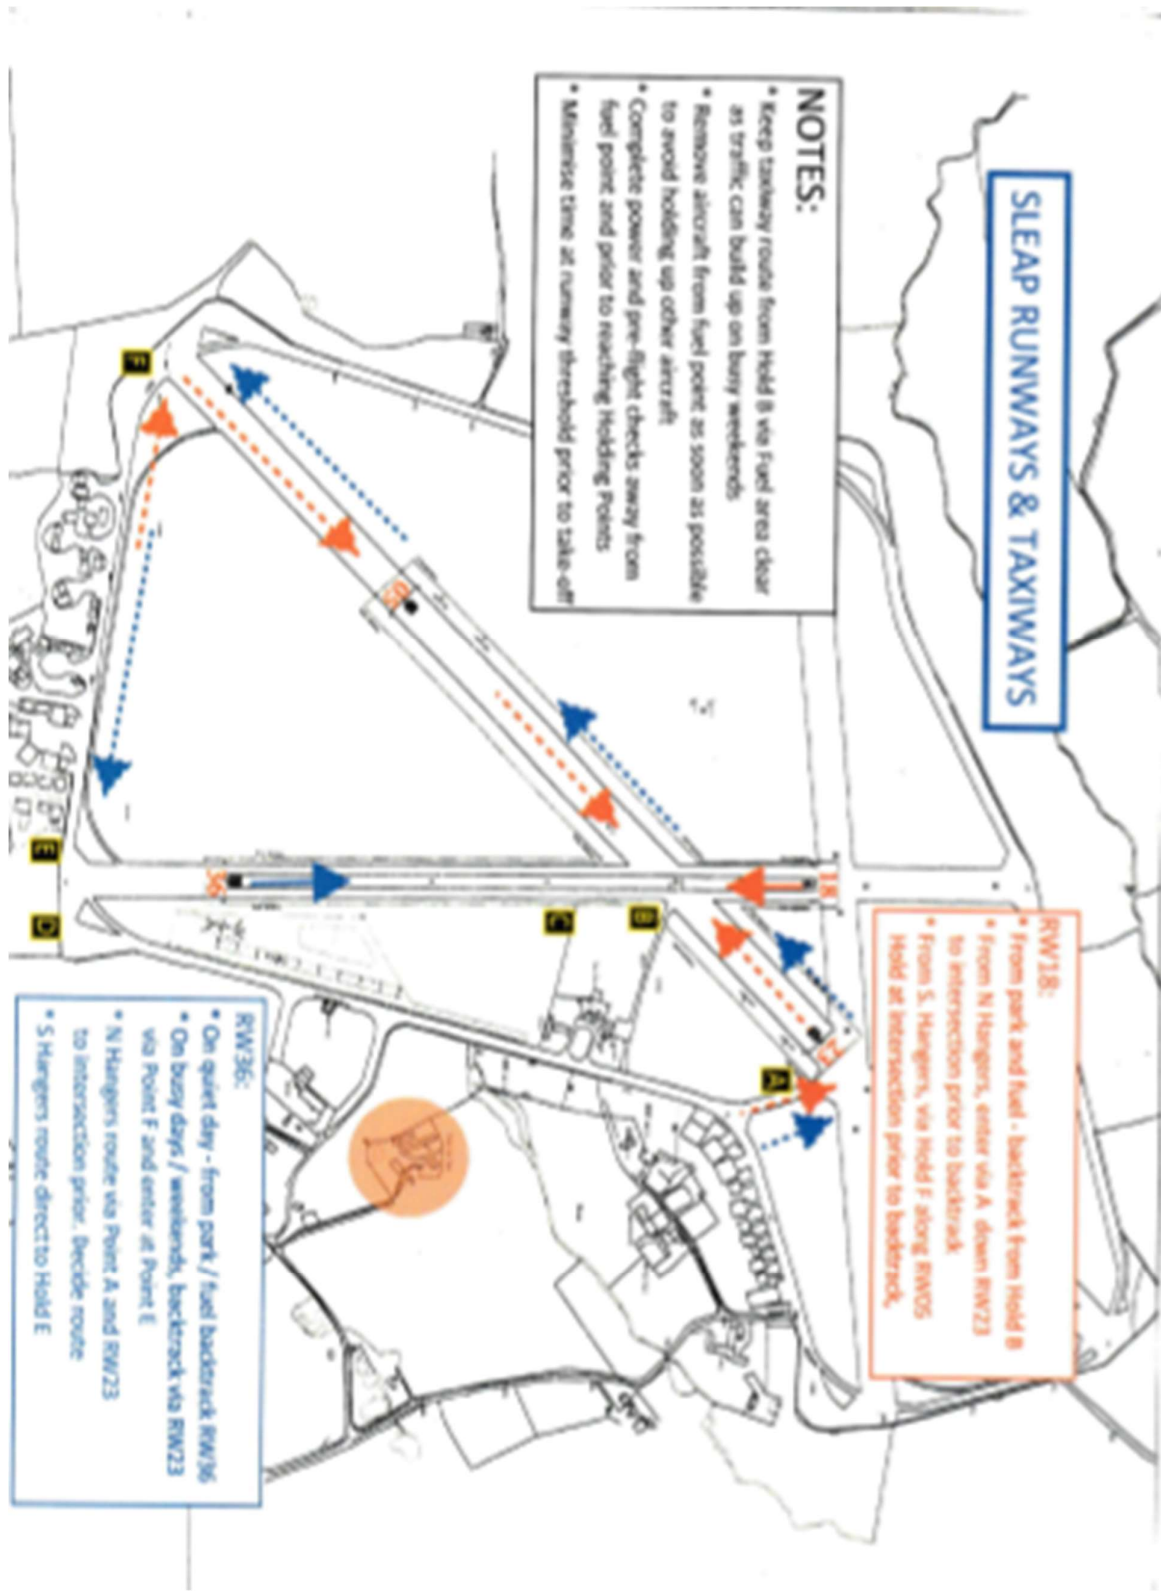 SLEAP RUNWAYS & TAXIWAYS
NOTES:
* Keep taxiway route from Hold B via Fuel area clear
as traffic can build up on busy weekends
* Remove aircraft from fuel point as soon as possible
to avoid holding up other aircraft
* Complete power and pre-flight checks away from
fuel point and prior to reaching Holding Points
* Minimise time at runway threshold prior to take-off
RW18:
* From park and fuel - backtrack from Hold B
* From N Hangers, enter via A down RW23
to intersection prior to backtrack
* From S. Hangers, via Hold F along RW05
Hold at intersection prior to backtrack.
RW36:
* On quiet day - from park / fuel backtrack RW36
* On busy days / weekends, backtrack via RW23
via Point F and enter at Point E
* N Hangers route via Point A and RW23
to intersection prior. Decide route
* S Hangers route direct to Hold E
F
05
18
23
A
B
C
36
E
D